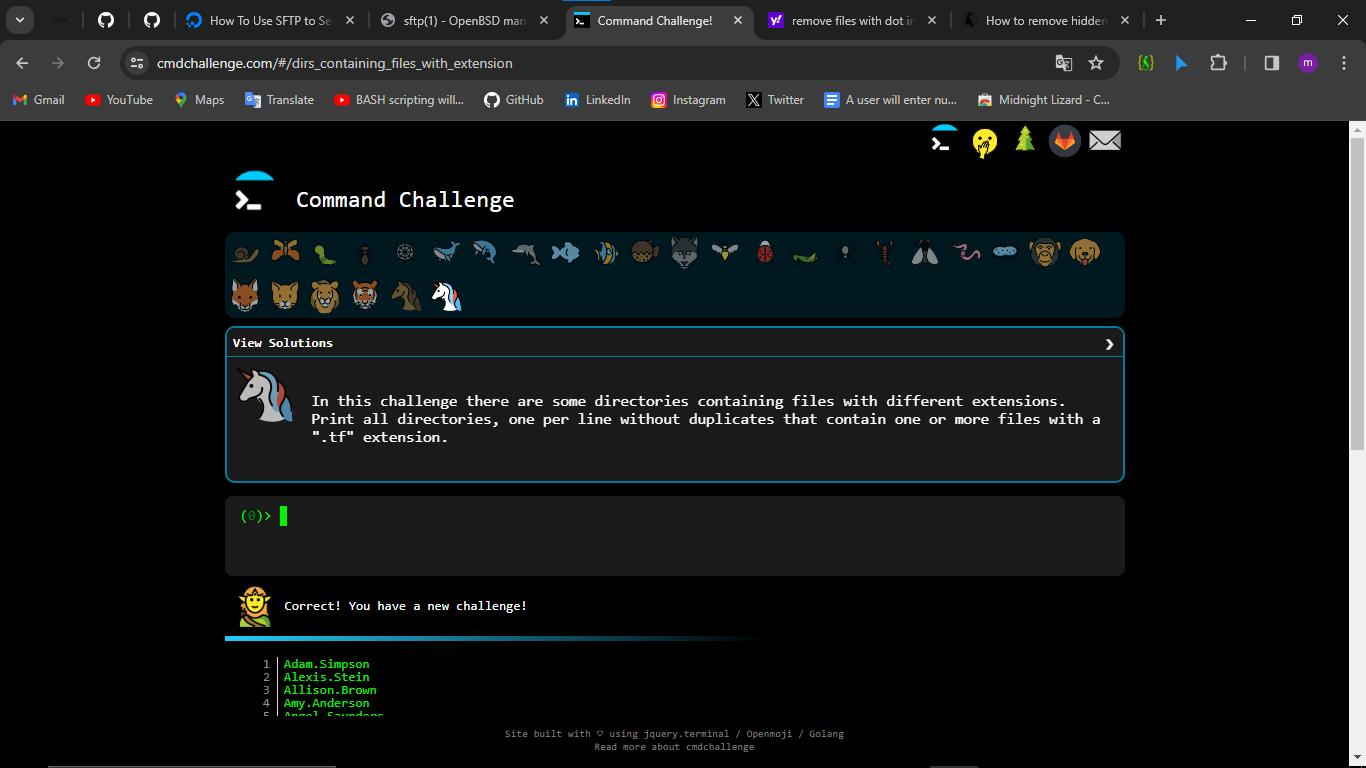 How To Use SFTP to Se
sftp(1) - OpenBSD man
Command Challenge!
remove files with dot in
How to remove hidden
cmdchallenge.com/#/dirs_containing_files_with_extension
m
Gmail
YouTube
Maps
Translate
BASH scripting will...
GitHub
LinkedIn
Instagram
Twitter
A user will enter nu...
Midnight Lizard - C...
Command Challenge
View Solutions
In this challenge there are some directories containing files with different extensions.
Print all directories, one per line without duplicates that contain one or more files with a
".tf" extension.
(0)>
Correct! You have a new challenge!
1 Adam.Simpson
2 Alexis.Stein
3 Allison.Brown
4 Amy.Anderson
5 Angel.Saunders
Site built with ♡ using jquery.terminal / Openmoji / Golang
Read more about cmdchallenge